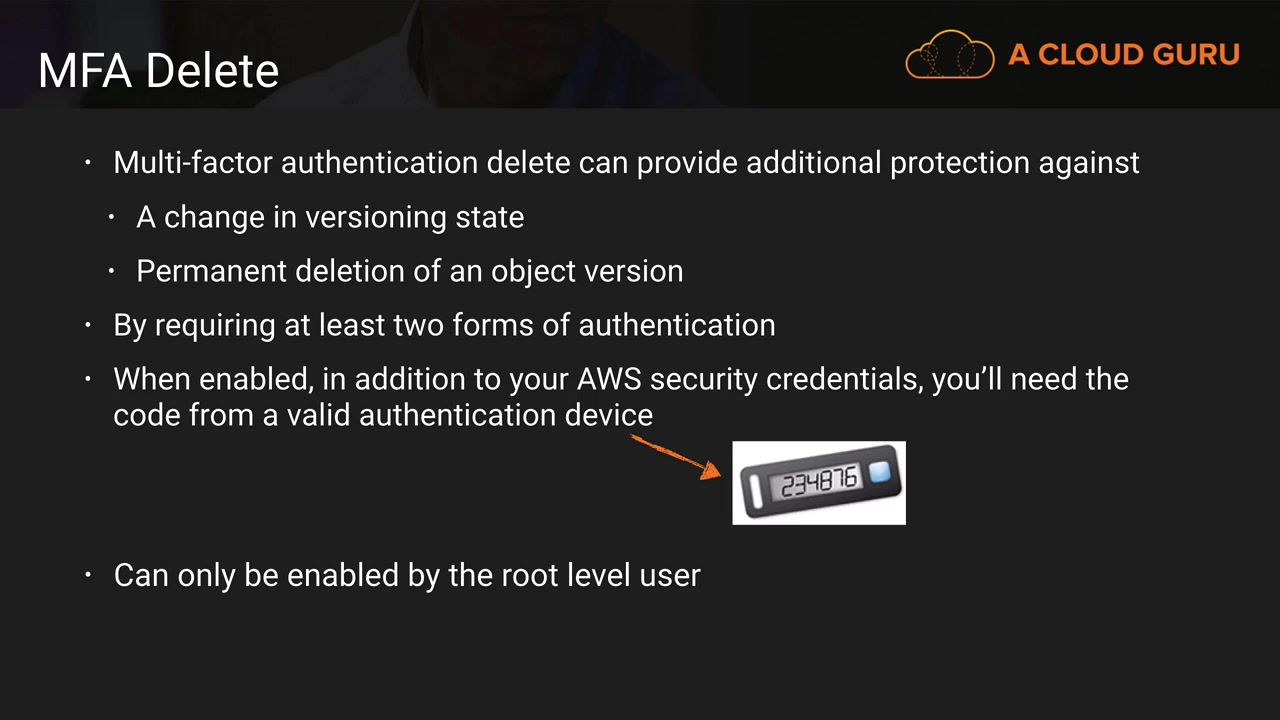 MFA Delete
A CLOUD GURU
• Multi-factor authentication delete can provide additional protection against
• A change in versioning state
• Permanent deletion of an object version
• By requiring at least two forms of authentication
• When enabled, in addition to your AWS security credentials, you’ll need the
code from a valid authentication device
234876
• Can only be enabled by the root level user